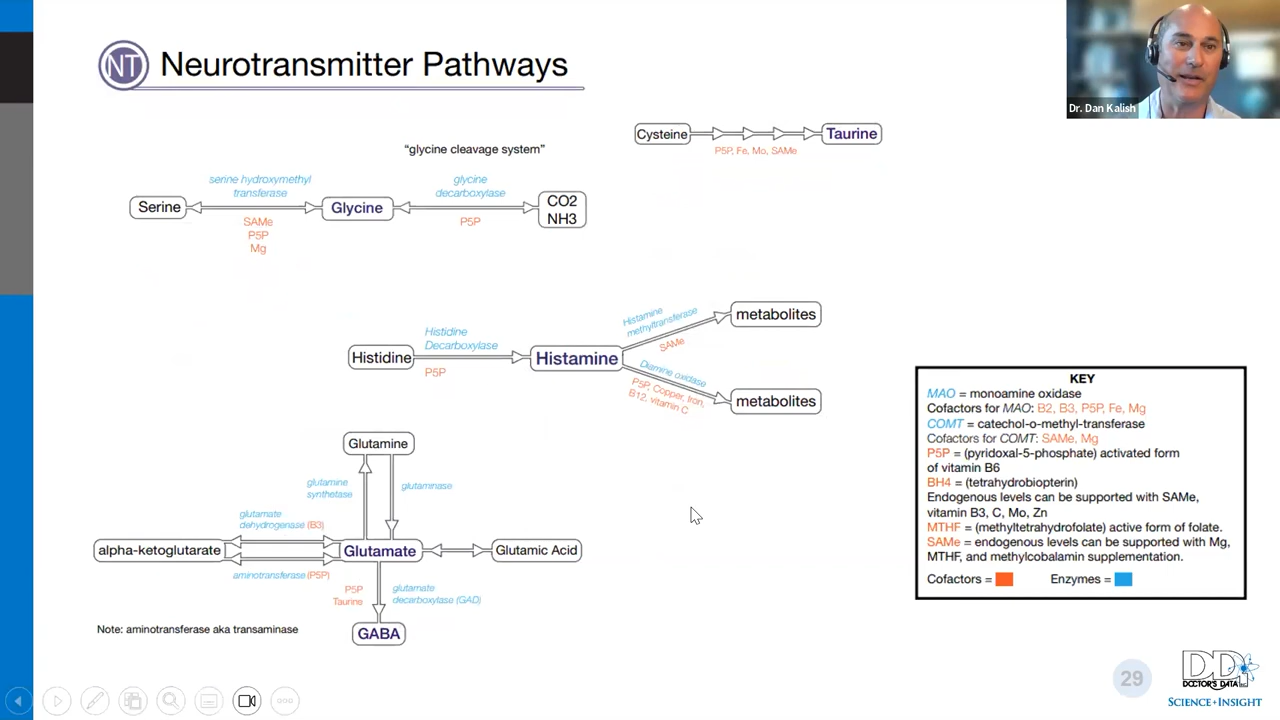 NT Neurotransmitter Pathways
Dr. Dan Kalish
Cysteine
Taurine
P5P, Fe, Mo, SAMe
“glycine cleavage system”
serine hydroxymethyl
transferase
glycine
decarboxylase
Serine
Glycine
CO2
NH3
SAMe
P5P
Mg
P5P
Histidine
Decarboxylase
Histidine
P5P
Histamine
Histamine
methyltransferase
SAMe
metabolites
Diamine oxidase
P5P, Copper, Iron,
B12, vitamin C
metabolites
Glutamine
glutamine
synthetase
glutaminase
glutamate
dehydrogenase (B3)
alpha-ketoglutarate
Glutamate
Glutamic Acid
aminotransferase (P5P)
P5P
Taurine
glutamate
decarboxylase (GAD)
GABA
Note: aminotransferase aka transaminase
KEY
MAO = monoamine oxidase
Cofactors for MAO: B2, B3, P5P, Fe, Mg
COMT = catechol-o-methyl-transferase
Cofactors for COMT: SAMe, Mg
P5P = (pyridoxal-5-phosphate) activated form
of vitamin B6
BH4 = (tetrahydrobiopterin)
Endogenous levels can be supported with SAMe,
vitamin B3, C, Mo, Zn
MTHF = (methyltetrahydrofolate) active form of folate.
SAMe = endogenous levels can be supported with Mg,
MTHF, and methylcobalamin supplementation.
Cofactors = Enzymes =
29
DDI
DOCTOR'S DATA
SCIENCE + INSIGHT